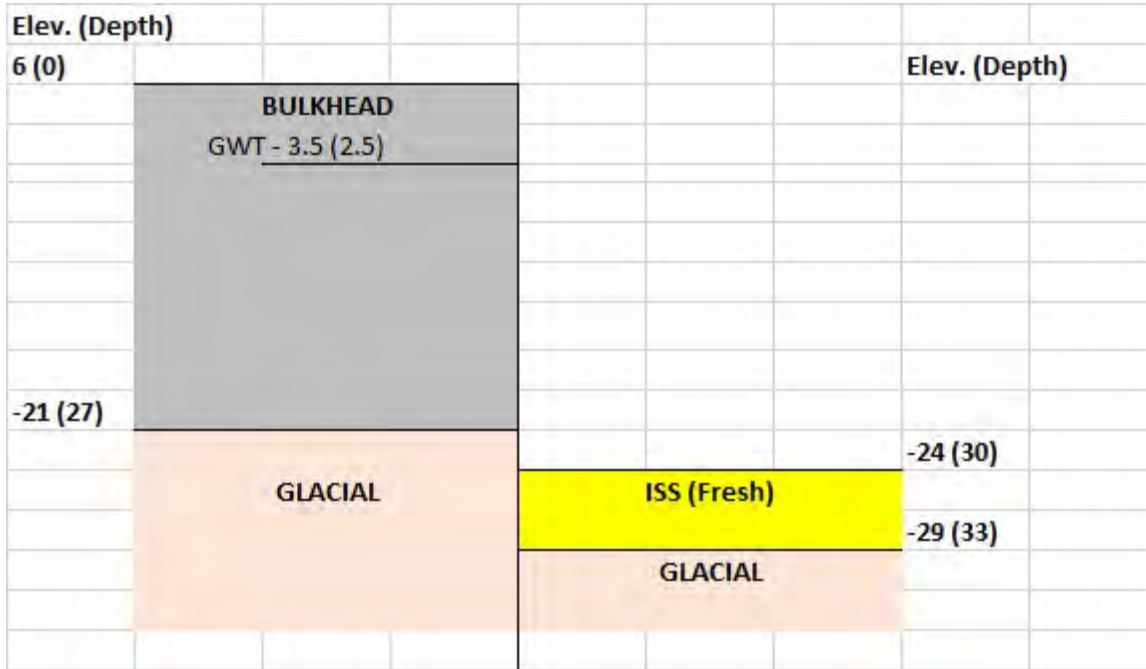 Elev. (Depth)
6 (0)
Elev. (Depth)
BULKHEAD
GWT - 3.5 (2.5)
-21 (27)
-24 (30)
GLACIAL
ISS (Fresh)
-29 (33)
GLACIAL